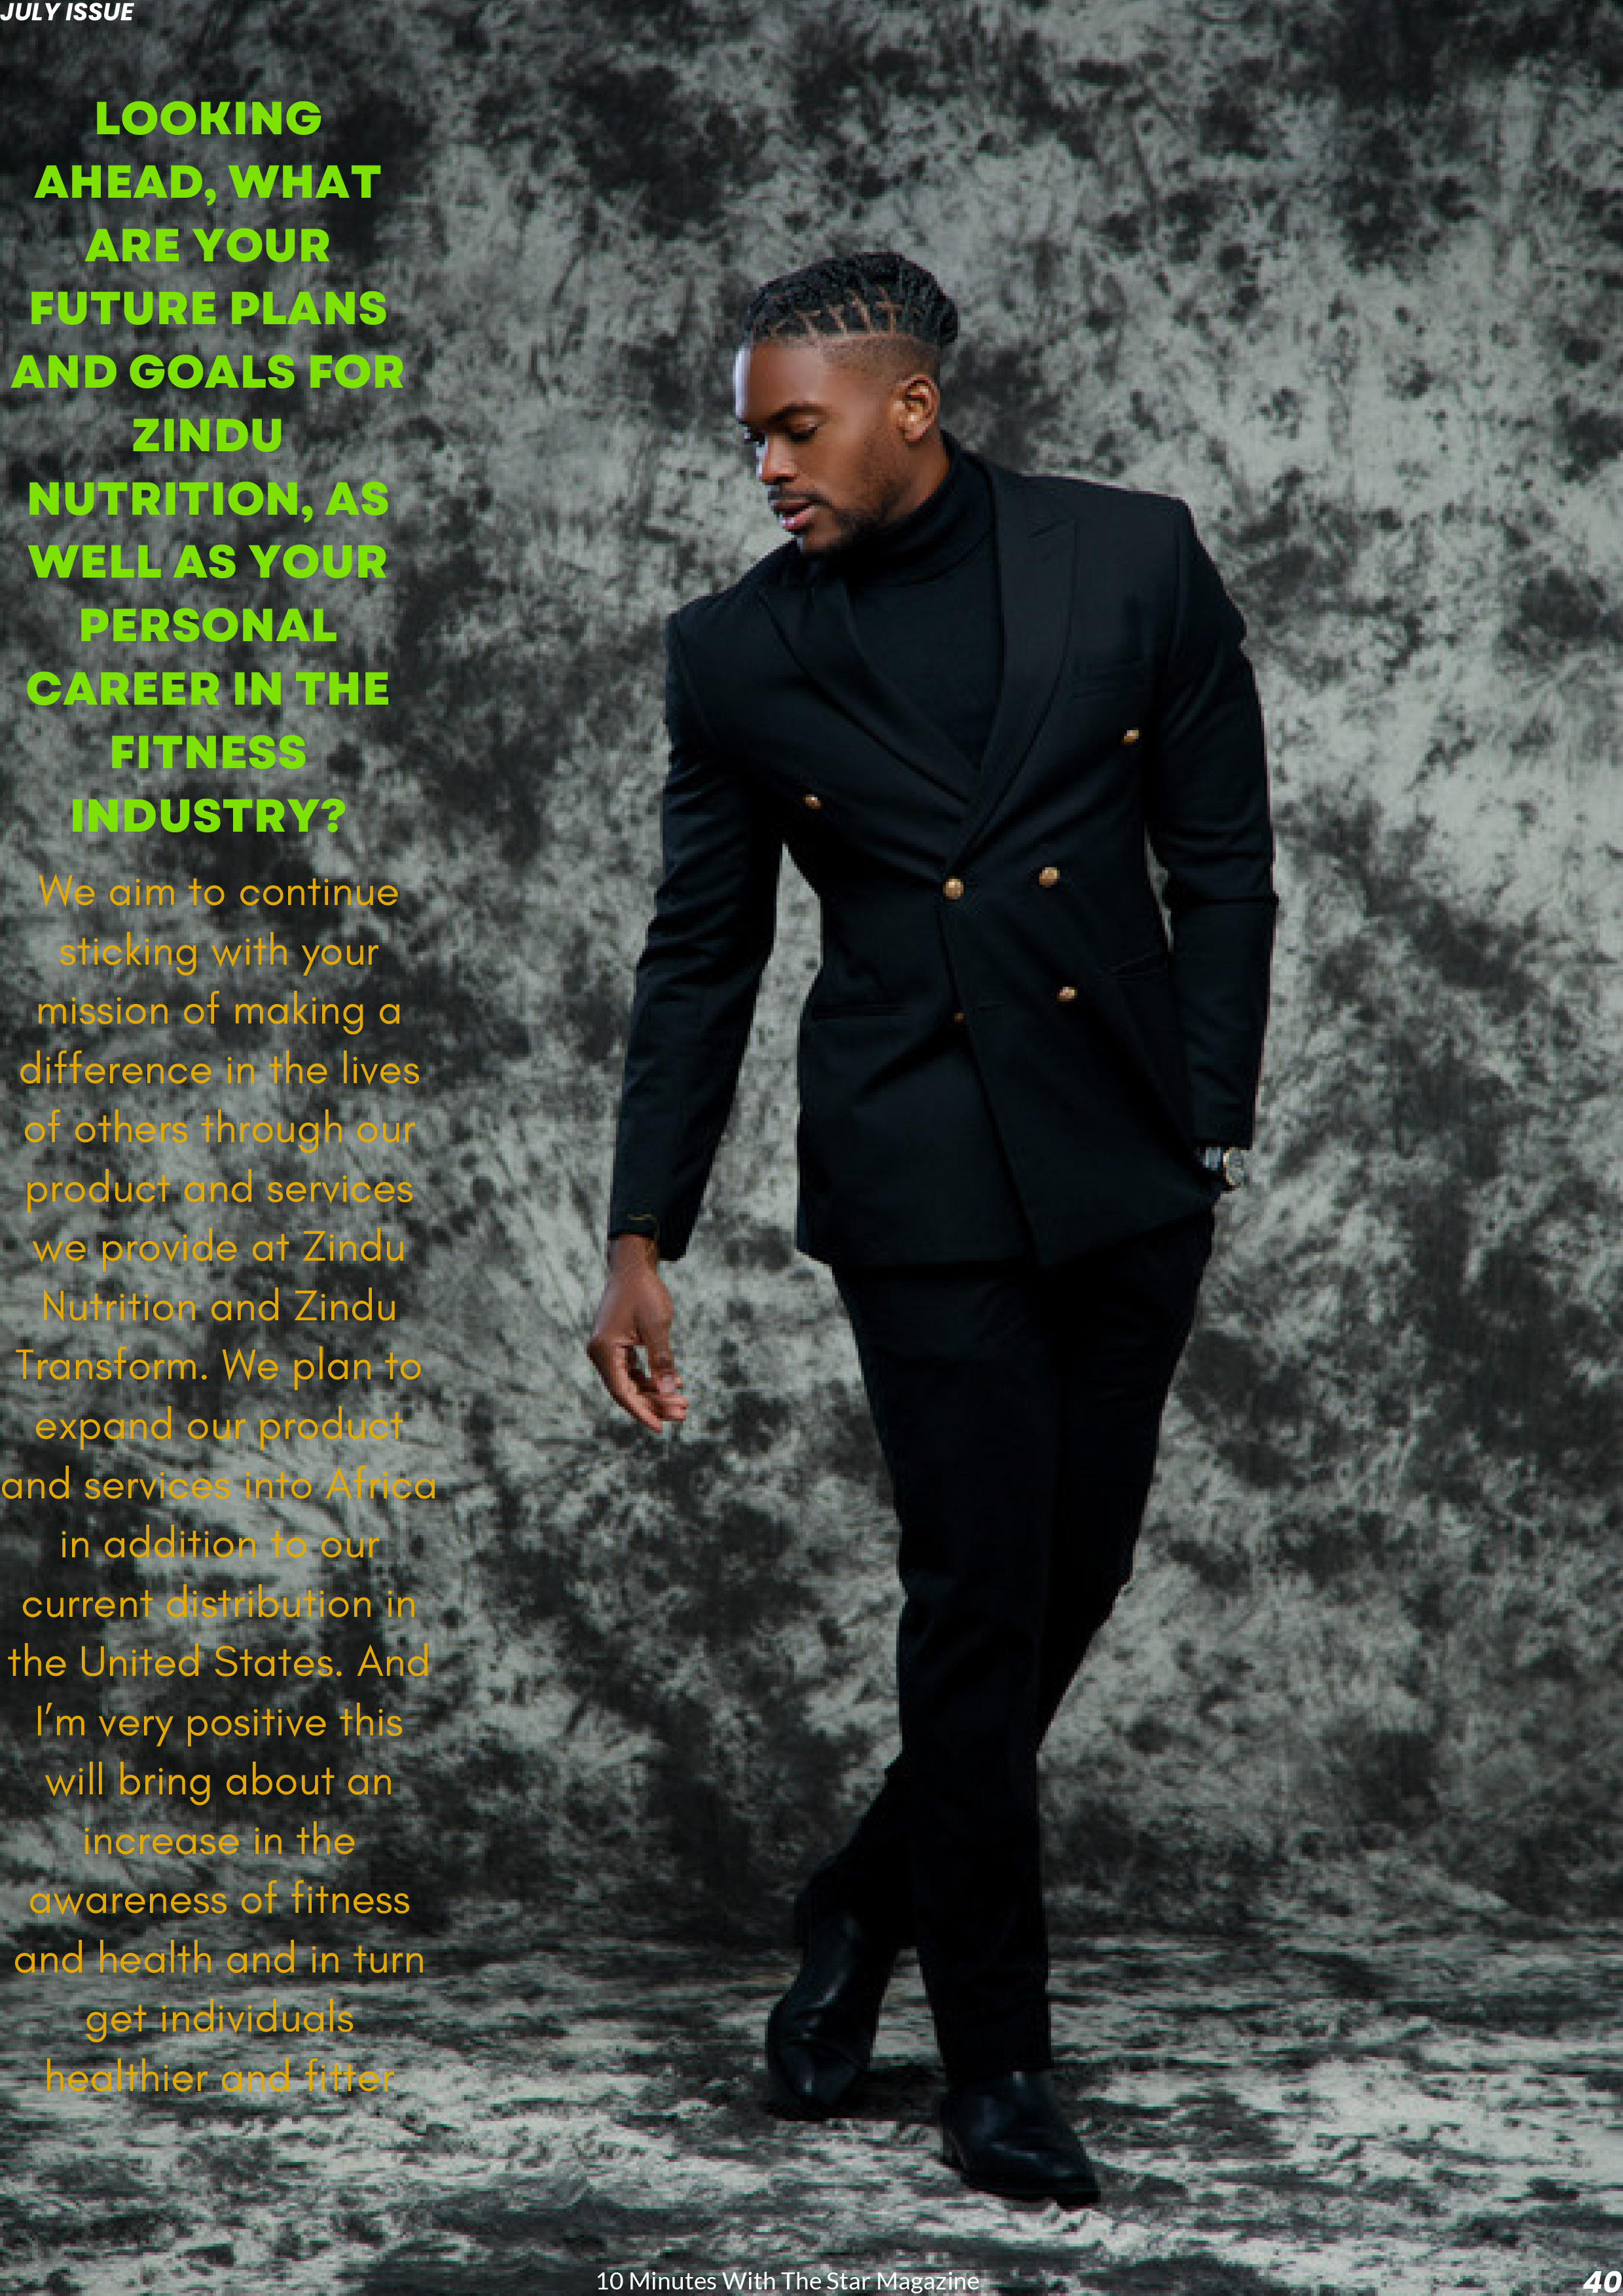 JULY ISSUE
LOOKING
AHEAD, WHAT
ARE YOUR
FUTURE PLANS
AND GOALS FOR
ZINDU
NUTRITION, AS
WELL AS YOUR
PERSONAL
CAREER IN THE
FITNESS
INDUSTRY?
We aim to continue
sticking with your
mission of making a
difference in the lives
of others through our
product and services
we provide at Zindu
Nutrition and Zindu
Transform. We plan to
expand our product
and services into Africa
in addition to our
current distribution in
the United States. And
I’m very positive this
will bring about an
increase in the
awareness of fitness
and health and in turn
get individuals
healthier and fitter
10 Minutes With The Star Magazine
40